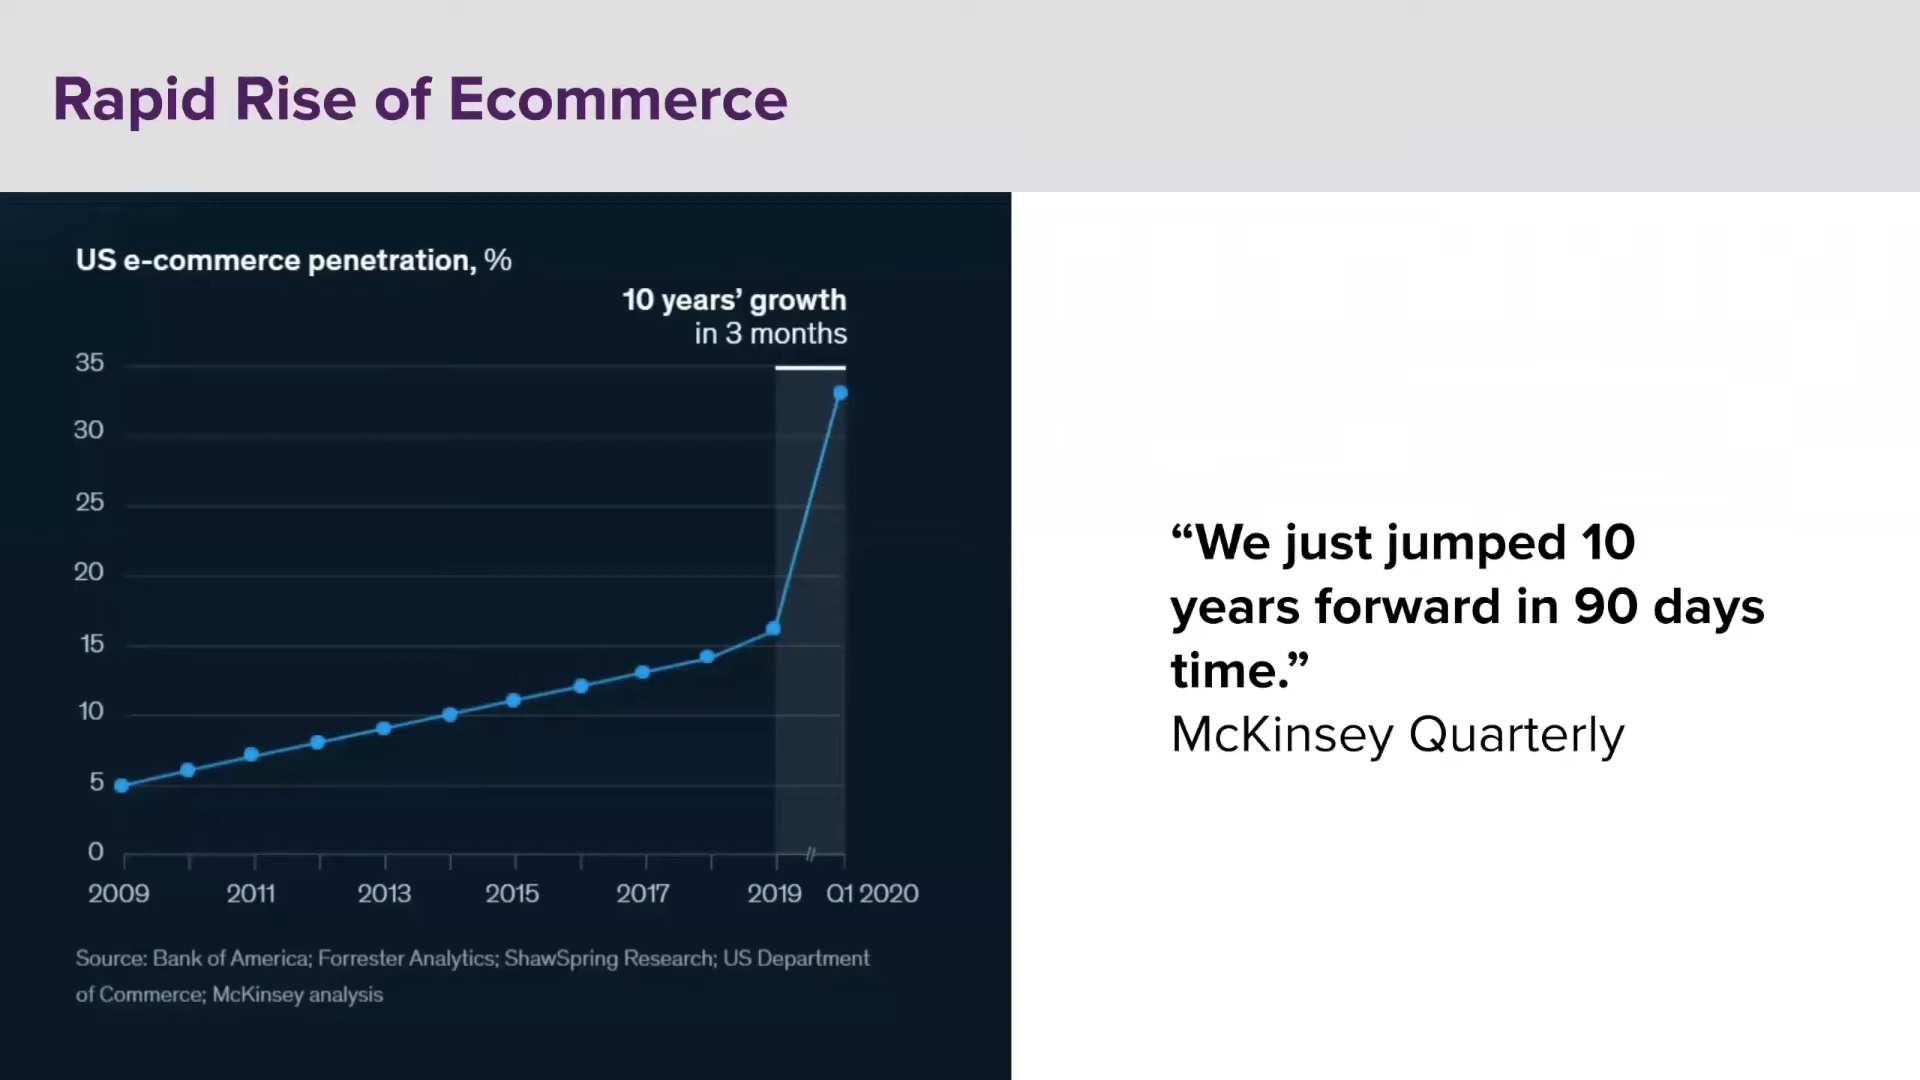 Rapid Rise of Ecommerce
US e-commerce penetration, %
10 years’ growth
in 3 months
35
30
25
20
15
10
5
0
2009 2011 2013 2015 2017 2019 Q1 2020
Source: Bank of America; Forrester Analytics; ShawSpring Research; US Department
of Commerce; McKinsey analysis
“We just jumped 10
years forward in 90 days
time.”
McKinsey Quarterly